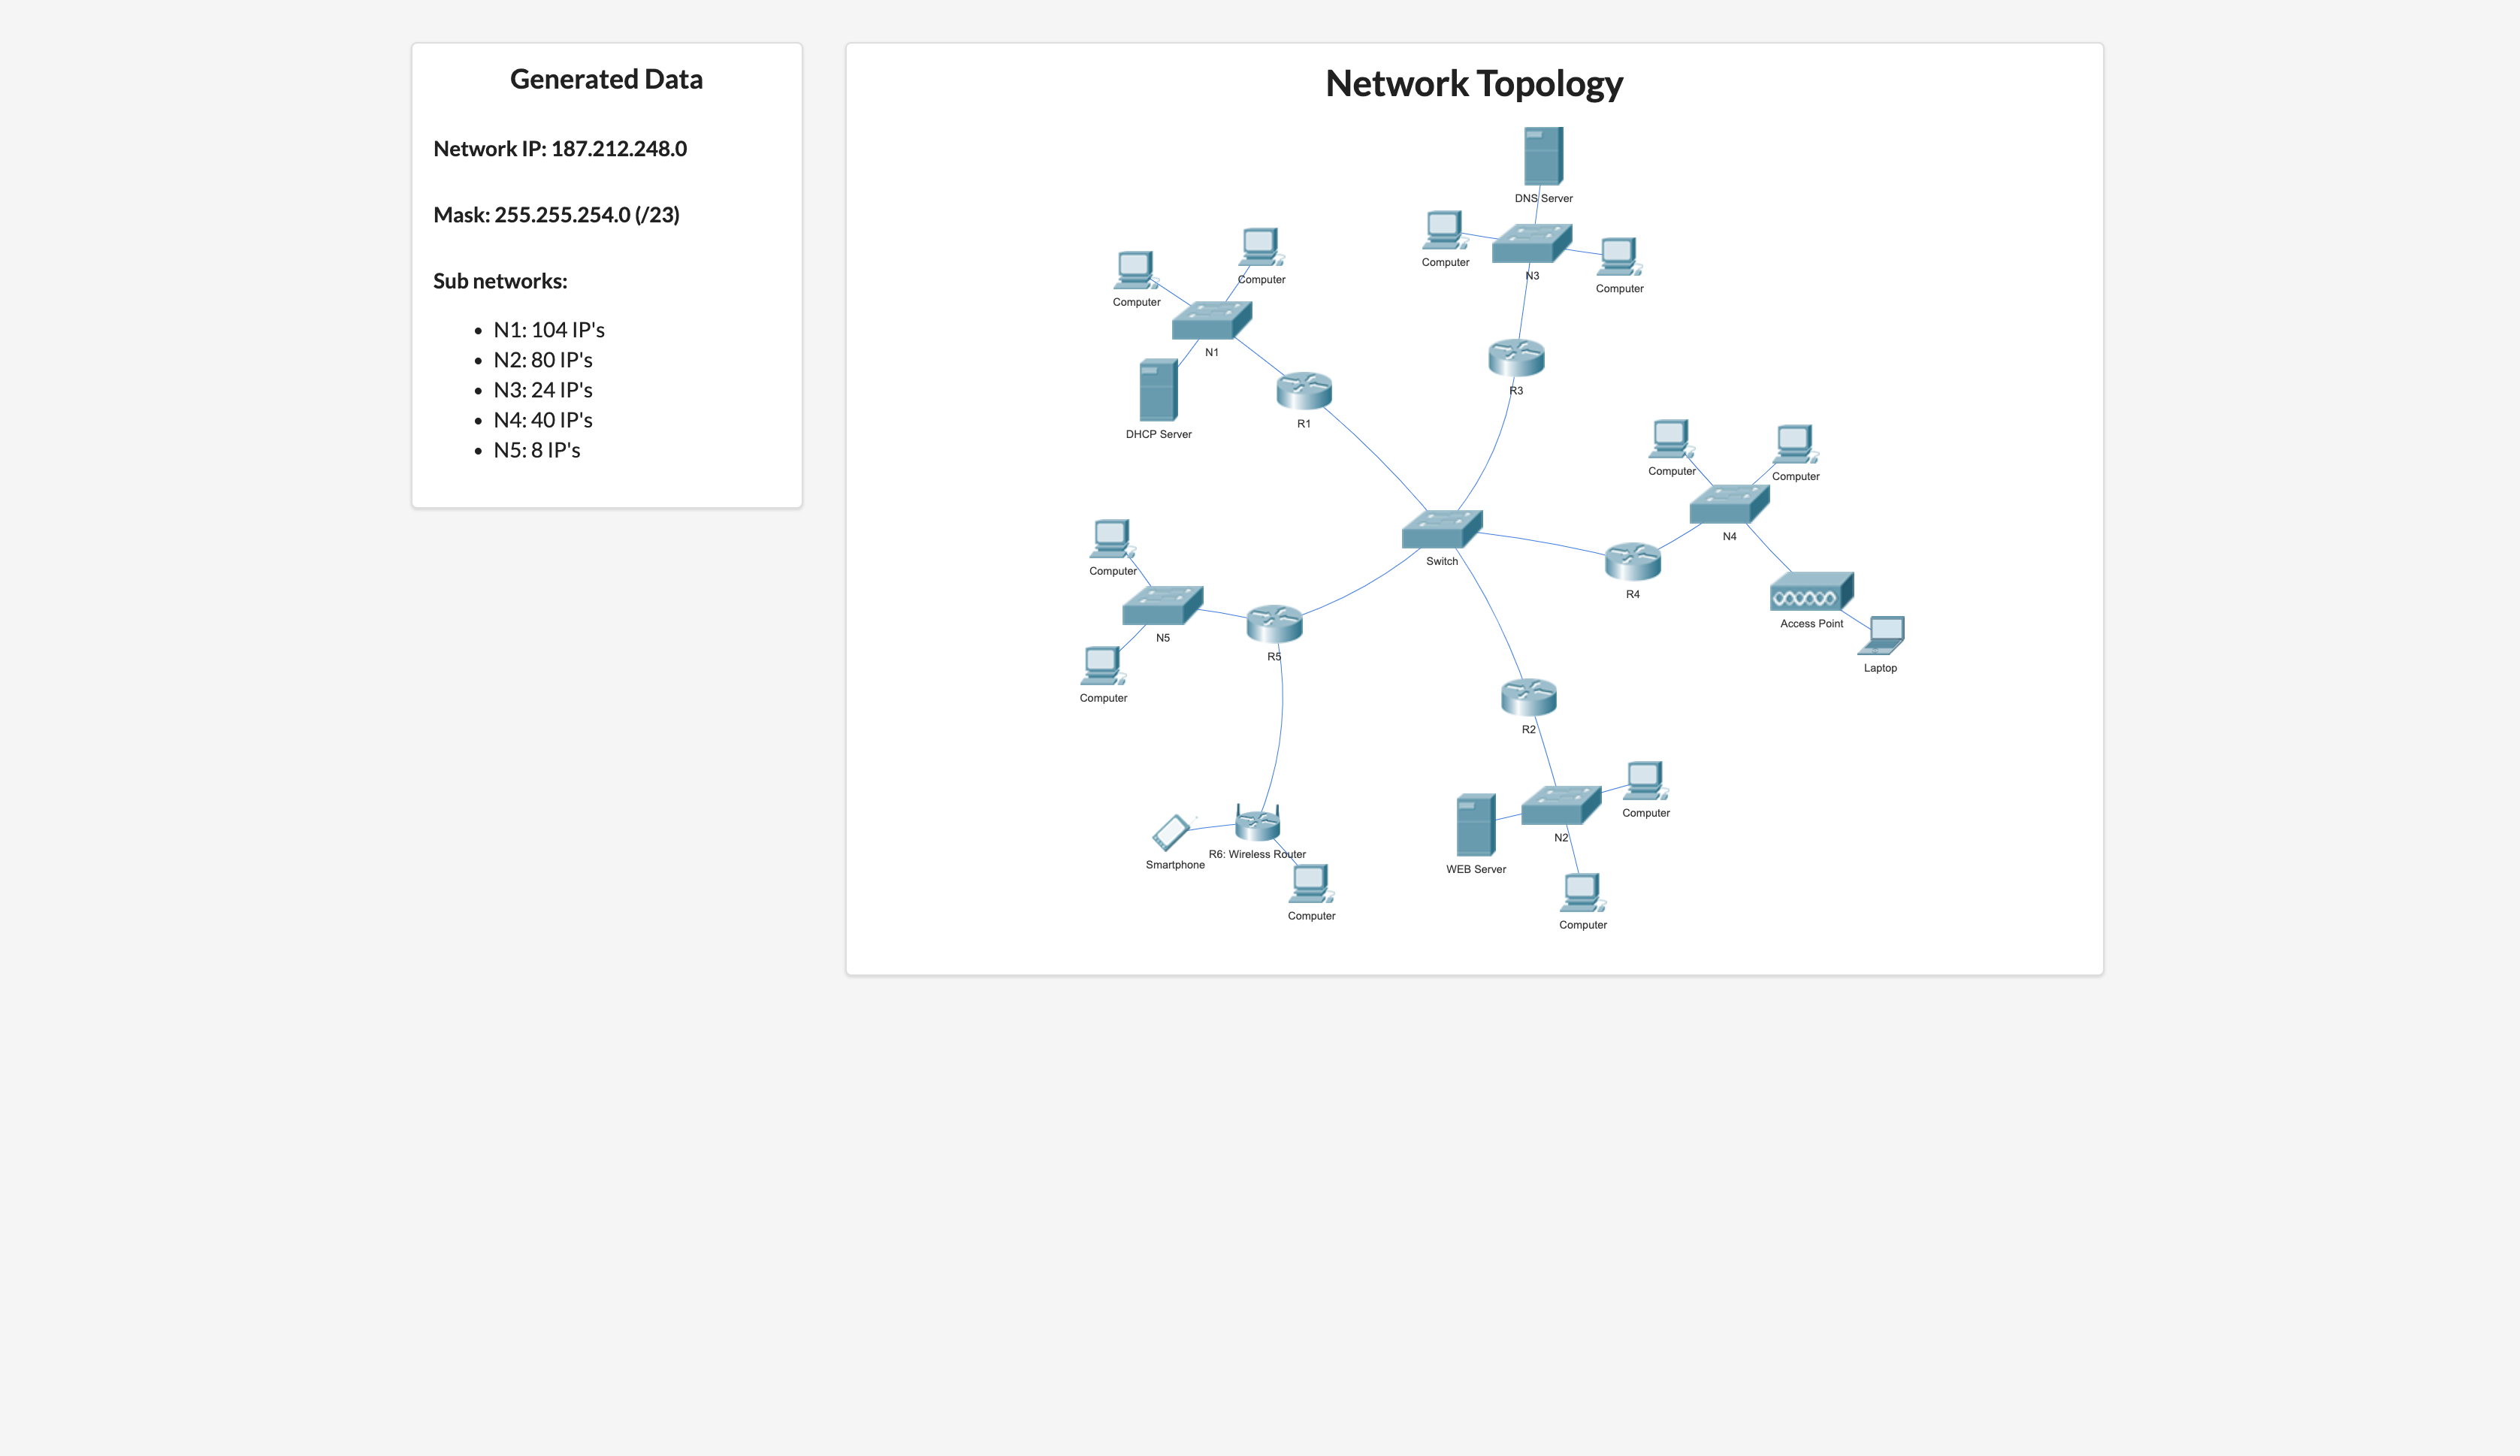 Generated Data
Network IP: 187.212.248.0
Mask: 255.255.254.0 (/23)
Sub networks:
N1: 104 IP's
N2: 80 IP's
N3: 24 IP's
N4: 40 IP's
N5: 8 IP's
Network Topology
DNS Server
Computer
N3
Computer
Computer
Computer
N1
DHCP Server
R1
R3
Computer
Computer
N4
Switch
R4
Access Point
Laptop
Computer
N5
R5
Computer
R2
Smartphone
R6: Wireless Router
Computer
Computer
N2
WEB Server
Computer